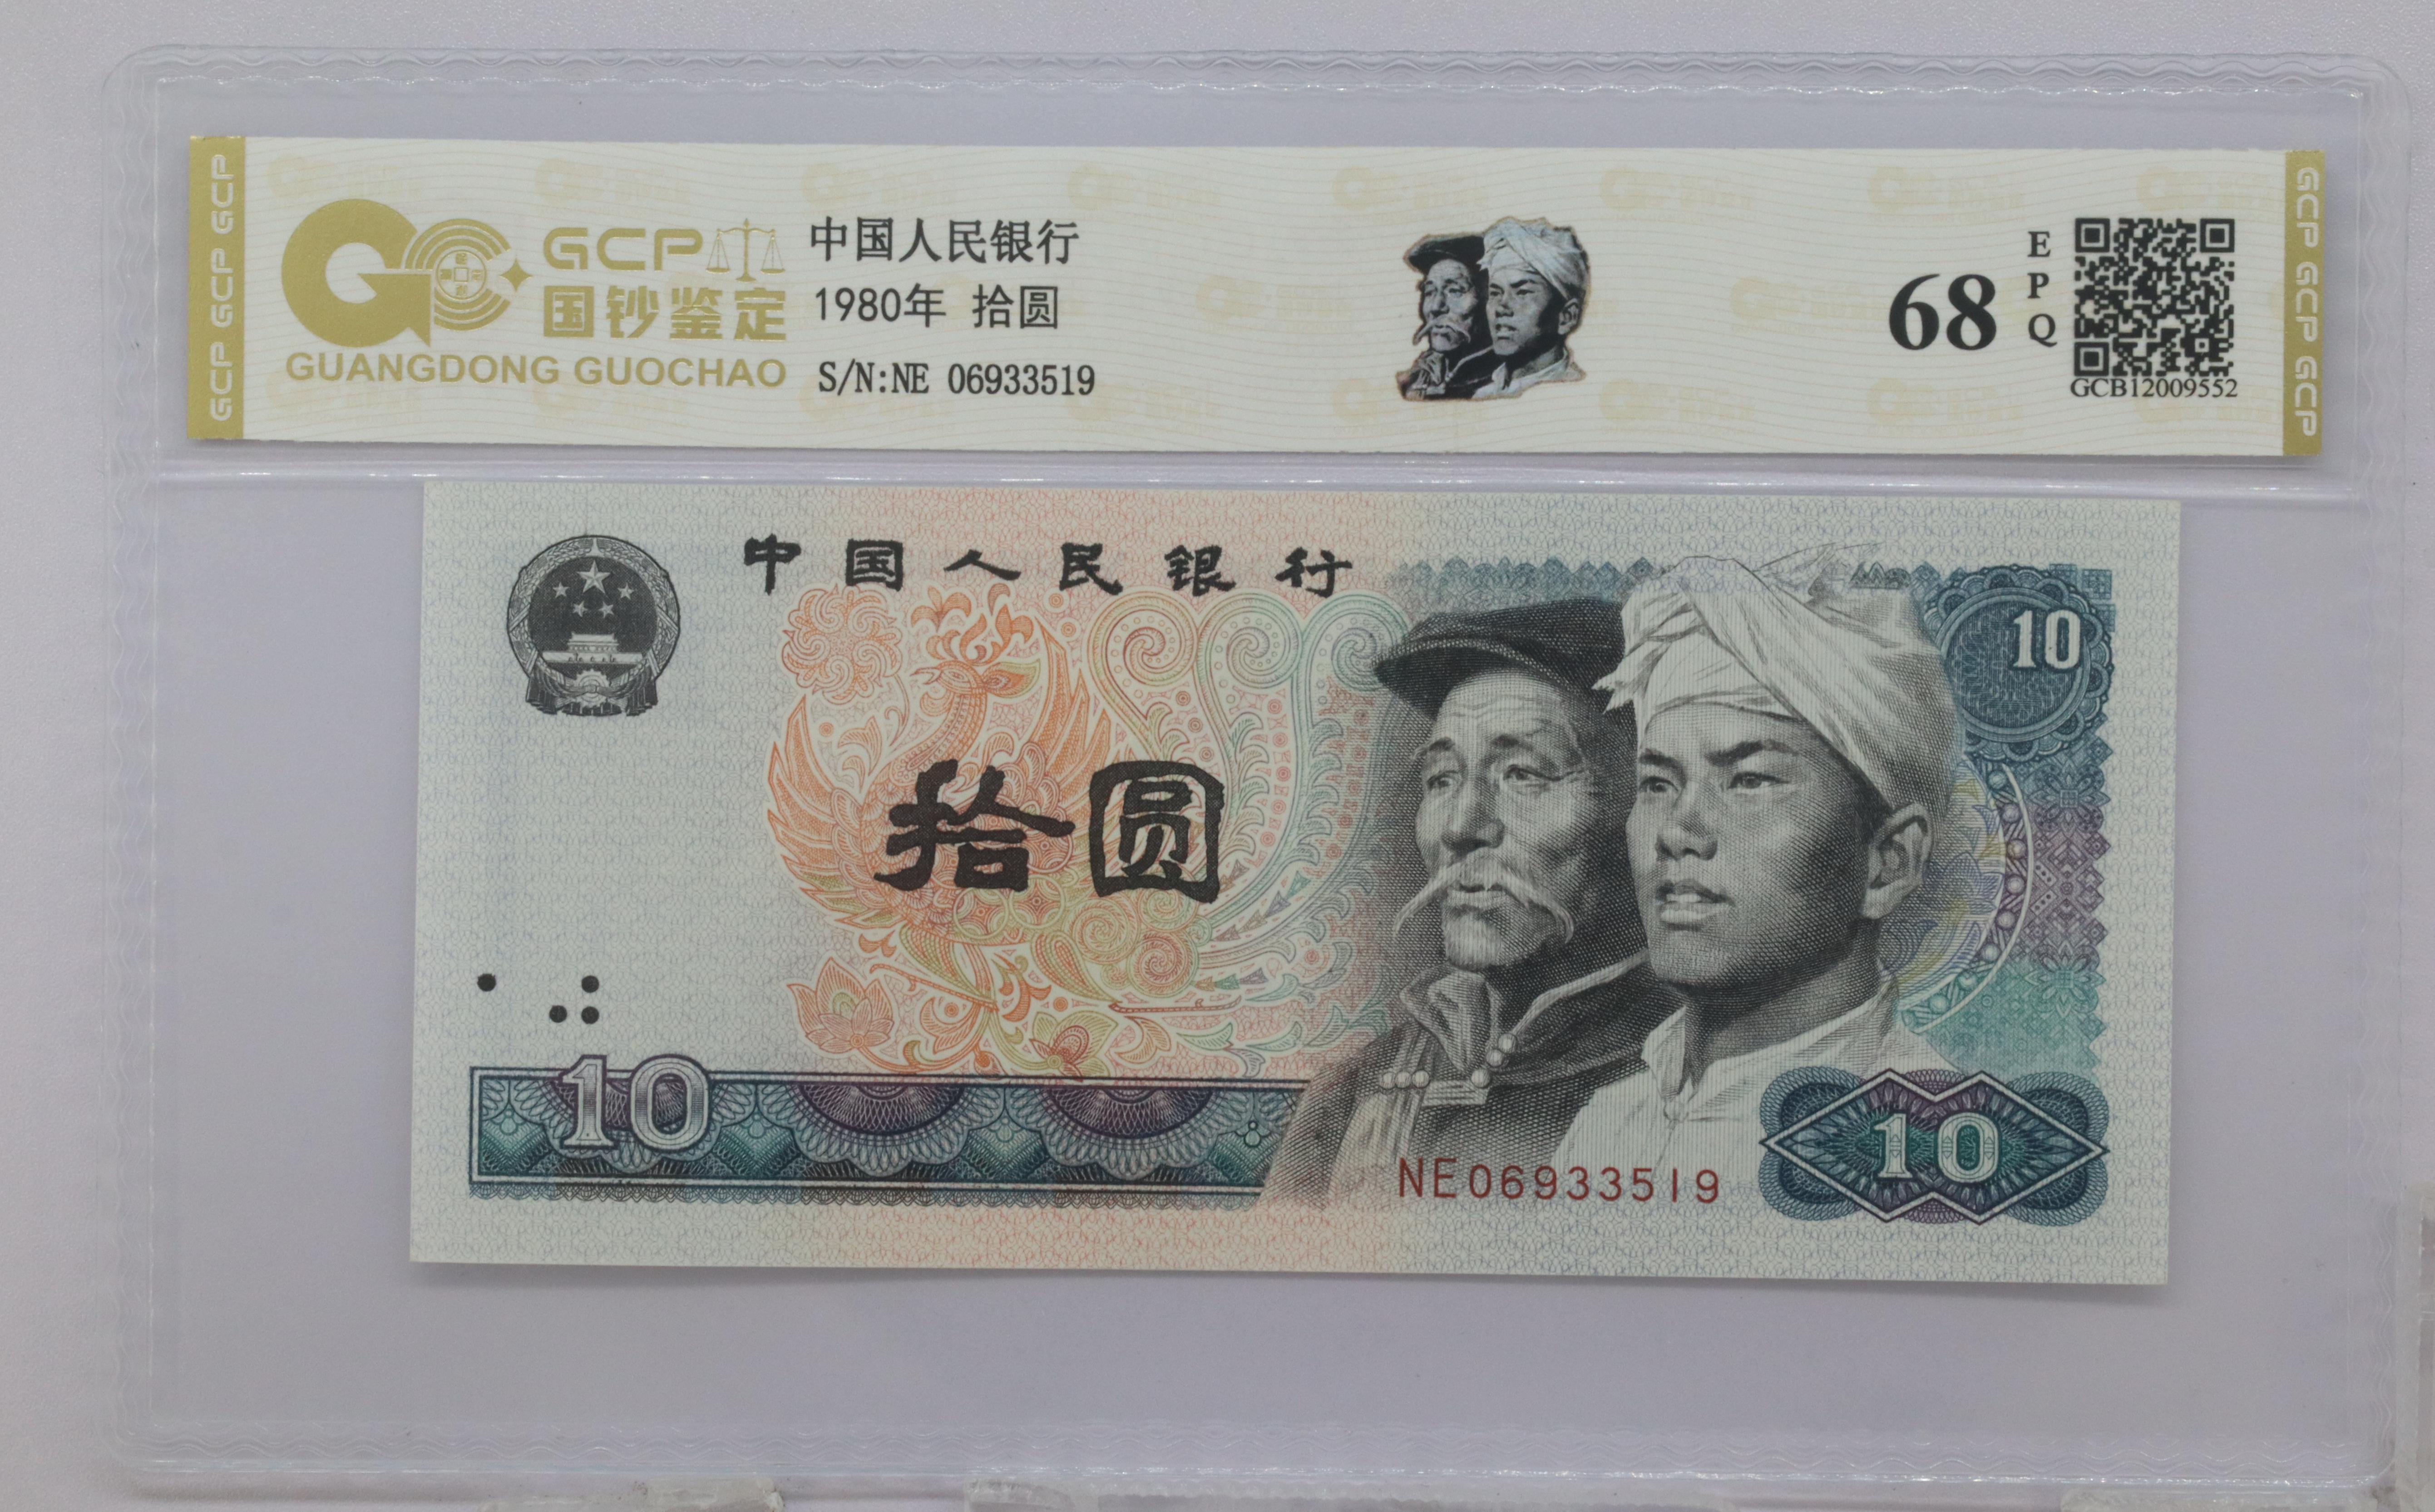 GCP GCP GCP
GCP
国钞鉴定
GUANGDONG GUOCHAO
中国人民银行
1980年 拾圆
S/N:NE 06933519
68
EPQ
GCB12009552
GCP GCP GCP
中国人民银行
10
拾圆
10
NE06933519
10